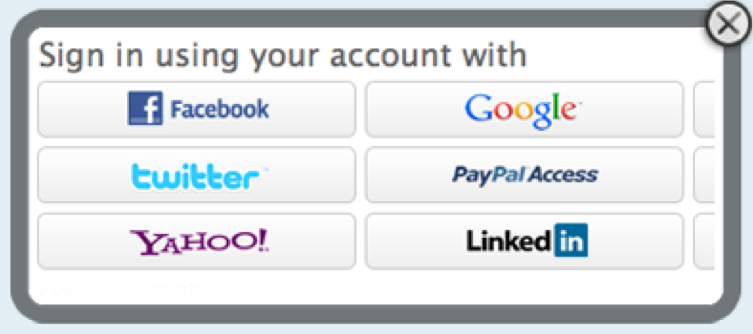 Sign in using your account with
Facebook Google
twitter PayPal Access
YAHOO! Linked in